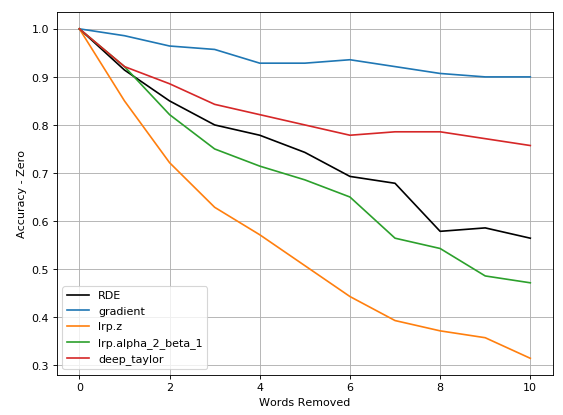 1.0
0.9
0.8
0.7
0.6
0.5
0.4
0.3
Accuracy - Zero
RDE
gradient
lrp.z
lrp.alpha_2_beta_1
deep_taylor
0 2 4 6 8 10
Words Removed